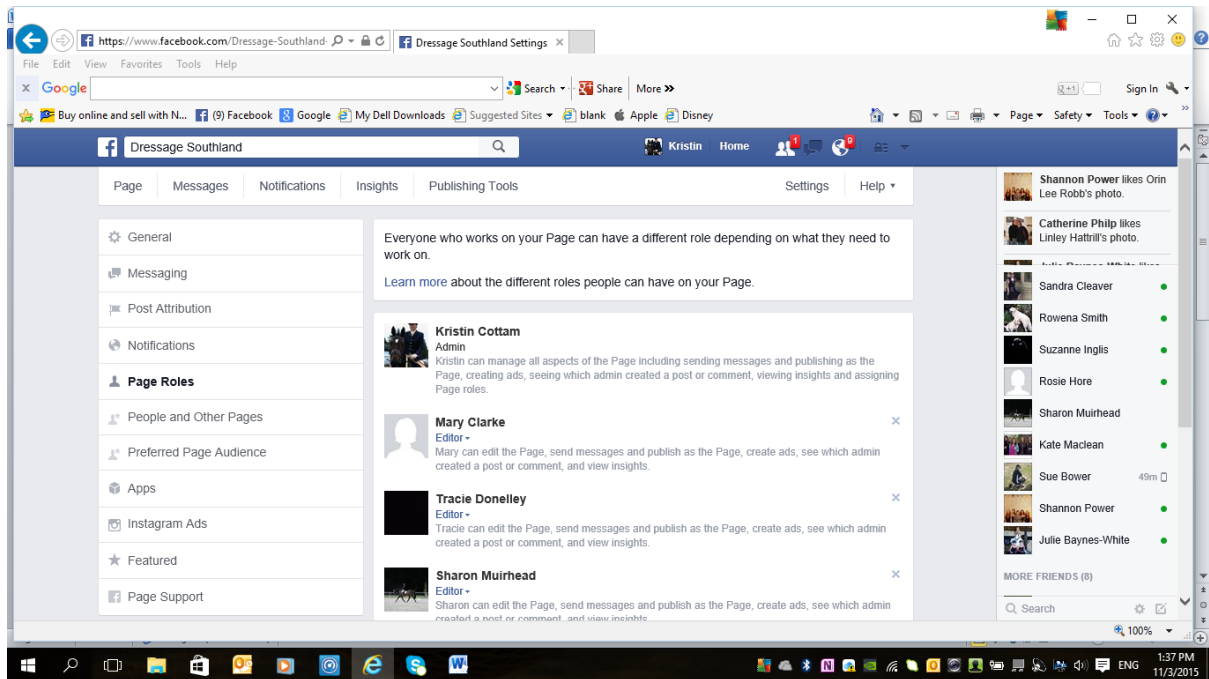 https://www.facebook.com/Dressage-Southland-
Dressage Southland Settings
File Edit View Favorites Tools Help
x Google Search Share More »
Sign In
Buy online and sell with N... (9) Facebook Google My Dell Downloads Suggested Sites blank Apple Disney
Page Safety Tools
Dressage Southland
Kristin Home 1 9
Page Messages Notifications Insights Publishing Tools Settings Help
General
Messaging
Post Attribution
Notifications
Page Roles
People and Other Pages
Preferred Page Audience
Apps
Instagram Ads
Featured
Page Support
Everyone who works on your Page can have a different role depending on what they need to
work on.
Learn more about the different roles people can have on your Page.
Kristin Cottam
Admin
Kristin can manage all aspects of the Page including sending messages and publishing as the
Page, creating ads, seeing which admin created a post or comment, viewing insights and assigning
Page roles.
Mary Clarke
Editor
Mary can edit the Page, send messages and publish as the Page, create ads, see which admin
created a post or comment, and view insights.
Tracie Donelley
Editor
Tracie can edit the Page, send messages and publish as the Page, create ads, see which admin
created a post or comment, and view insights.
Sharon Muirhead
Editor
Sharon can edit the Page, send messages and publish as the Page, create ads, see which admin
created a post or comment, and view insights.
Shannon Power likes Orin
Lee Robb's photo.
Catherine Philp likes
Linley Hattrill's photo.
Julie Baynes-White likes
Sandra Cleaver
Rowena Smith
Suzanne Inglis
Rosie Hore
Sharon Muirhead
Kate Maclean
Sue Bower 49m
Shannon Power
Julie Baynes-White
MORE FRIENDS (8)
Search
100%
ENG
1:37 PM
11/3/2015